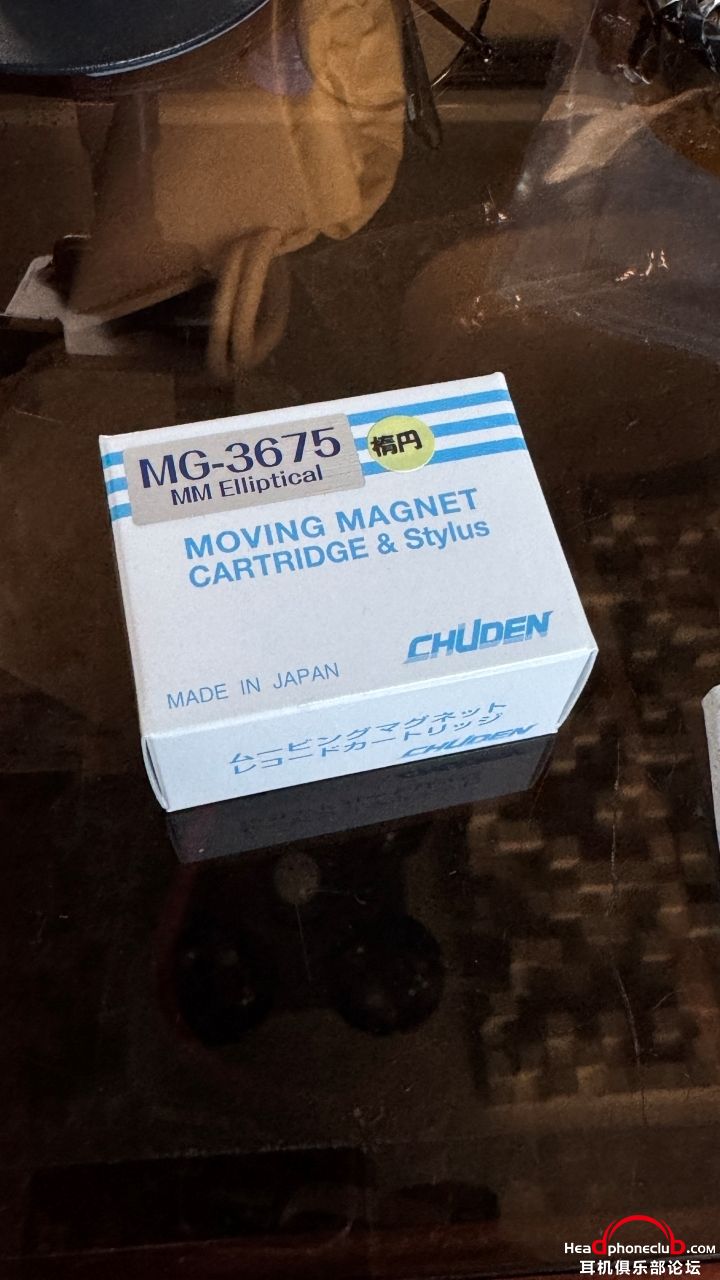 MG-3675
MM Elliptical
楕円
MOVING MAGNET
CARTRIDGE & Stylus
CHUDEN
MADE IN JAPAN
ムービングマグネット
レコードカートリッジ
CHUDEN
Headphoneclub.com
耳机俱乐部论坛